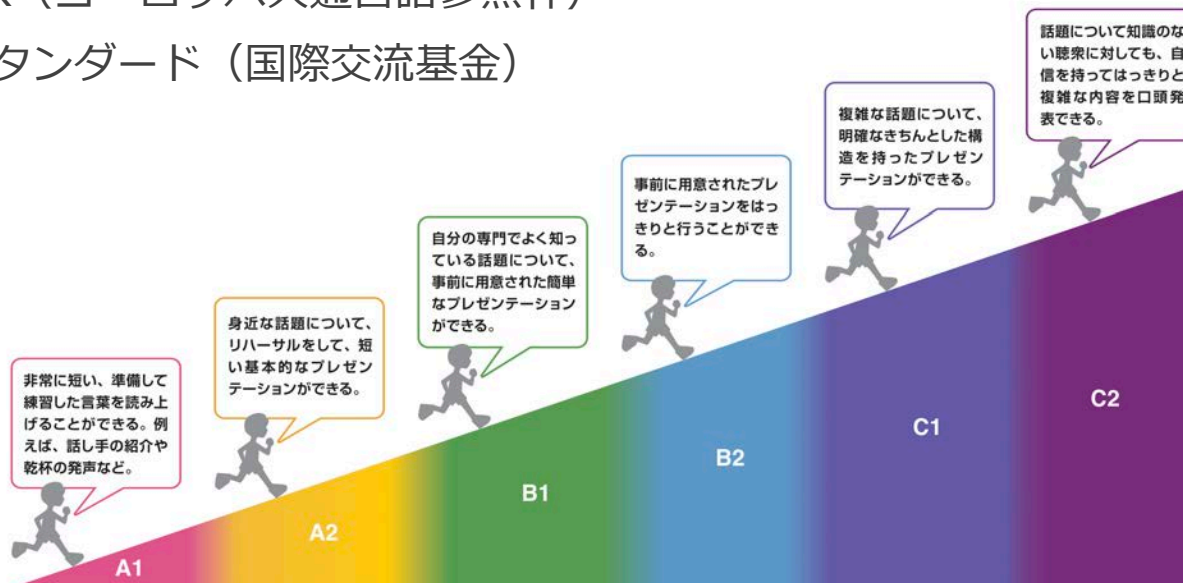 （ヨーロッパ共通言語参照枠）
タンダード（国際交流基金）
非常に短い、準備して
練習した言葉を読み上
げることができる。例
えば、話し手の紹介や
乾杯の発声など。
身近な話題について、
リハーサルをして、短
い基本的なプレゼン
テーションができる。
自分の専門でよく知っ
ている話題について、
事前に用意された簡単
なプレゼンテーション
ができる。
事前に用意されたプレ
ゼンテーションをはっ
きりと行うことができ
る。
複雑な話題について、
明確なきちんとした構
造を持ったプレゼン
テーションができる。
話題について知識のな
い聴衆に対しても、自
信を持ってはっきりと
複雑な内容を口頭発
表できる。
A1
A2
B1
B2
C1
C2